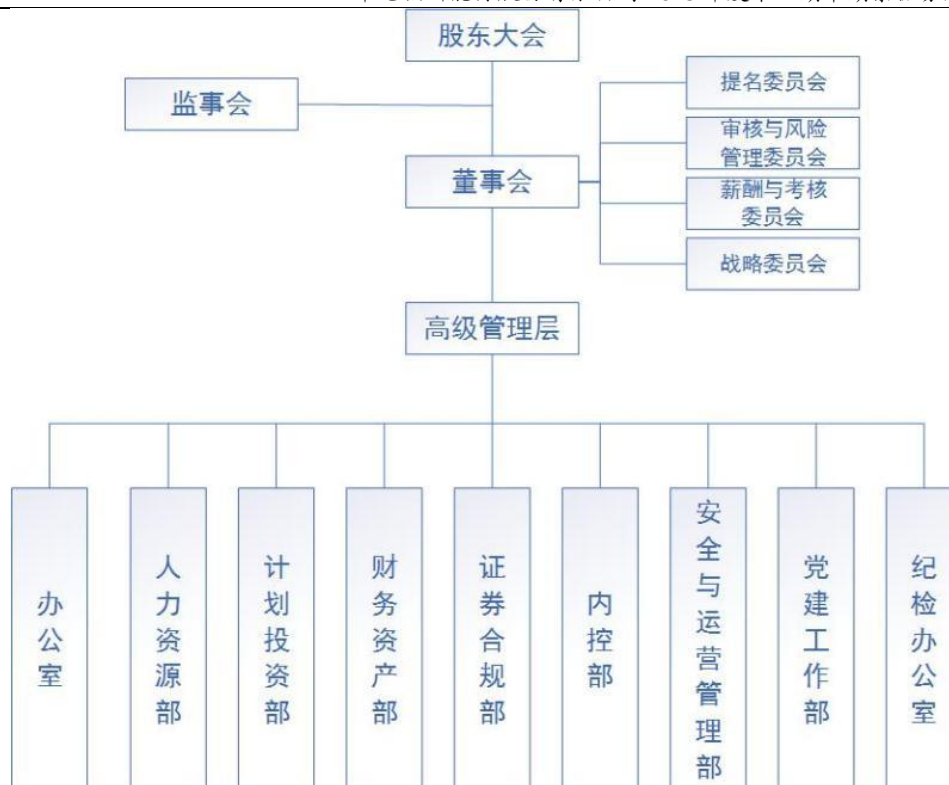 股东大会
监事会
提名委员会
审核与风险
管理委员会
董事会
薪酬与考核
委员会
战略委员会
高级管理层
办公室
人力资源部
计划投资部
财务资产部
证券合规部
内控部
安全与运营管理部
党建工作部
纪检办公室